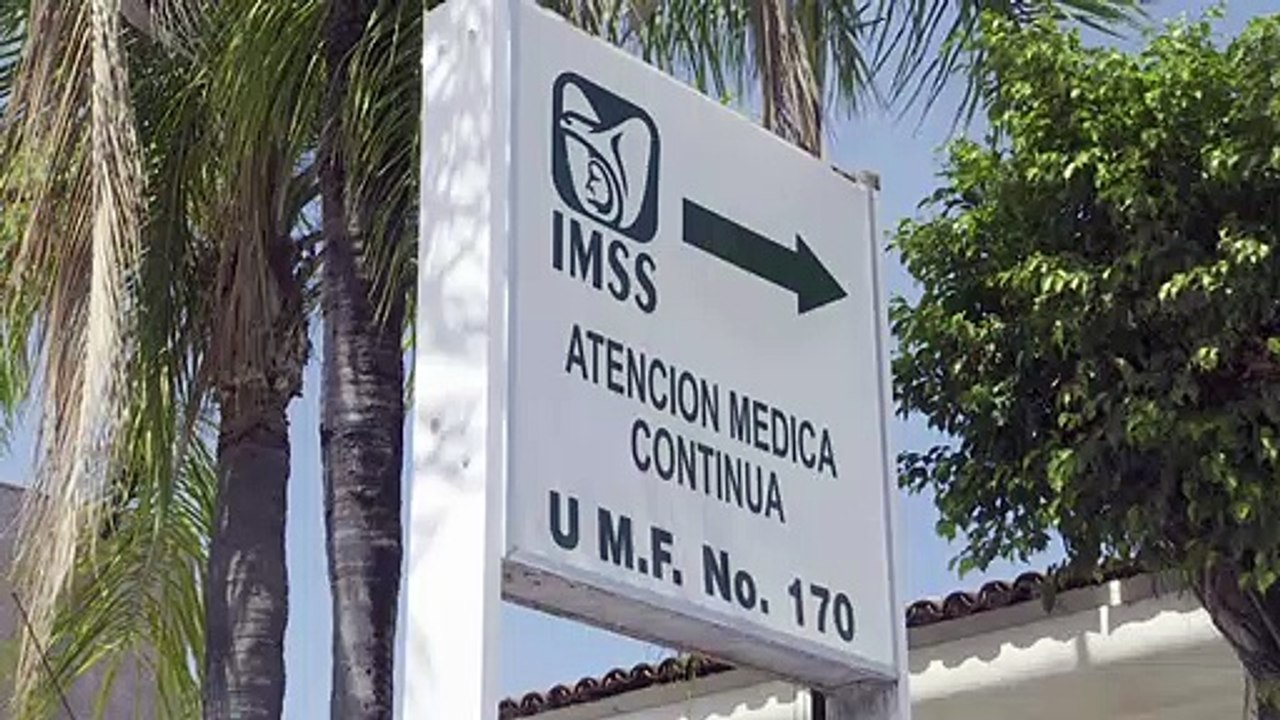 IMSS
ATENCION MEDICA
CONTINUA
U M.F. No. 170